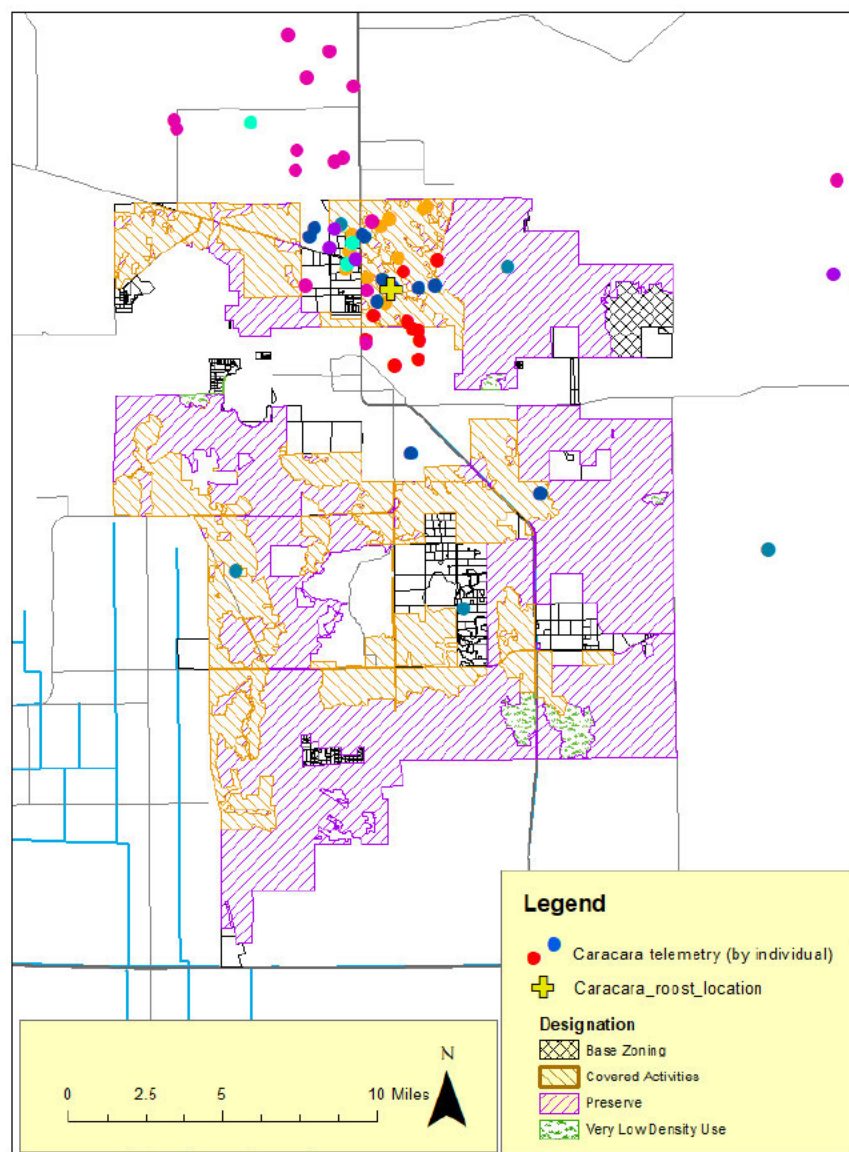 Legend
Caracara telemetry (by individual)
Caracara_roost_location
Designation
Base Zoning
Covered Activities
Preserve
Very Low Density Use
N
0 2.5 5 10 Miles